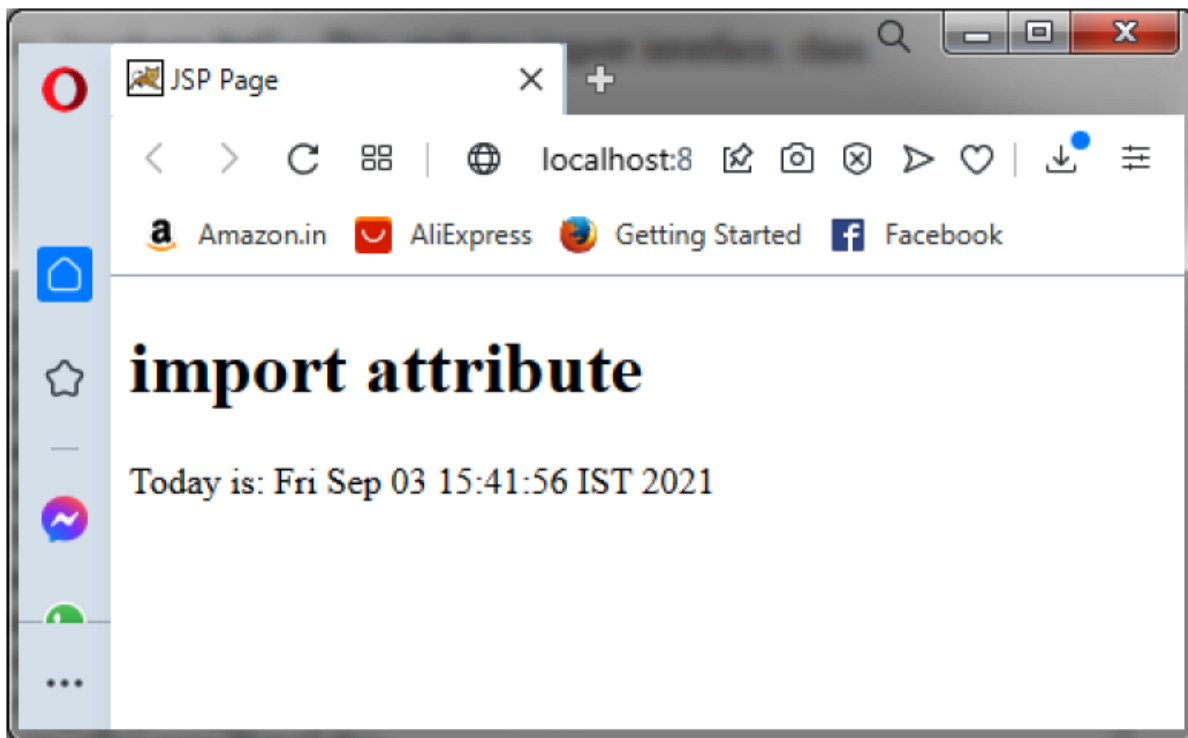 JSP Page
localhost:8
Amazon.in AliExpress Getting Started Facebook
import attribute
Today is: Fri Sep 03 15:41:56 IST 2021